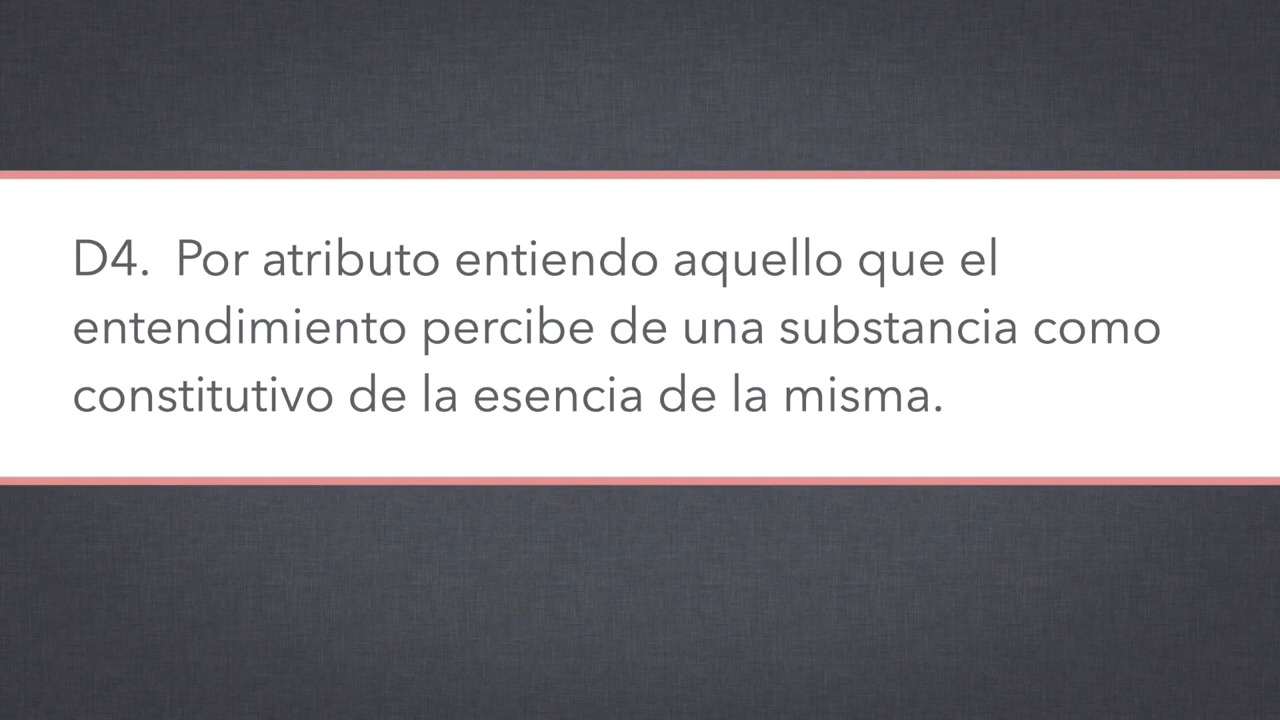 D4. Por atributo entiendo aquello que el
entendimiento percibe de una substancia como
constitutivo de la esencia de la misma.